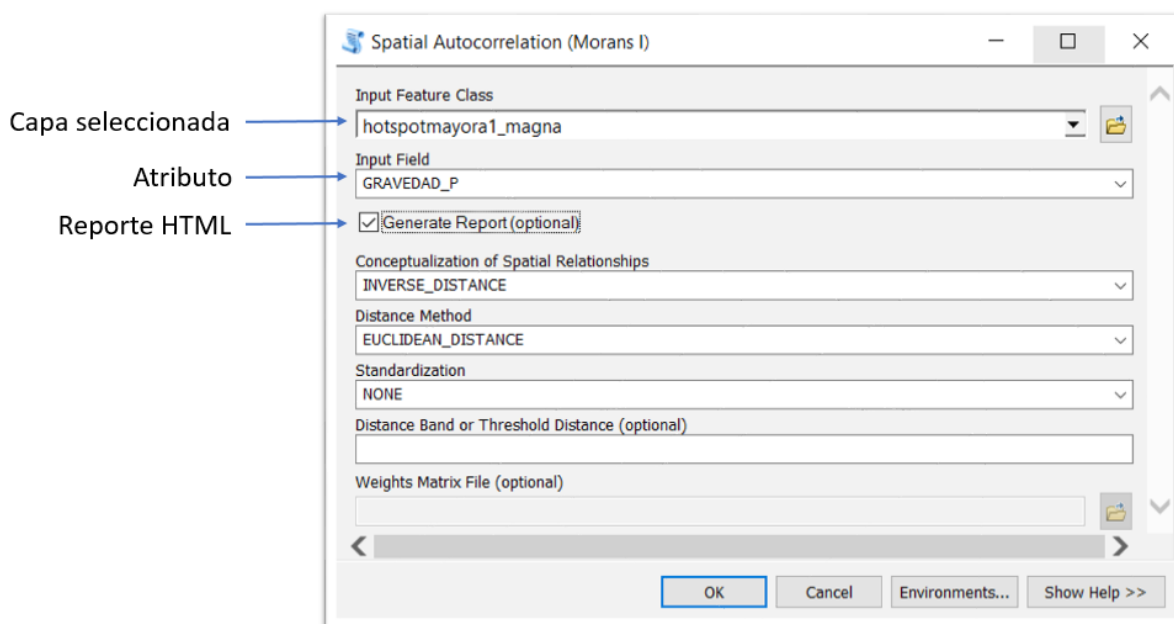 Spatial Autocorrelation (Morans I)
Input Feature Class
Capa seleccionada
hotspotmayora1_magna
Input Field
Atributo
GRAVEDAD_P
Reporte HTML
Generate Report (optional)
Conceptualization of Spatial Relationships
INVERSE_DISTANCE
Distance Method
EUCLIDEAN_DISTANCE
Standardization
NONE
Distance Band or Threshold Distance (optional)
Weights Matrix File (optional)
OK Cancel Environments... Show Help >>